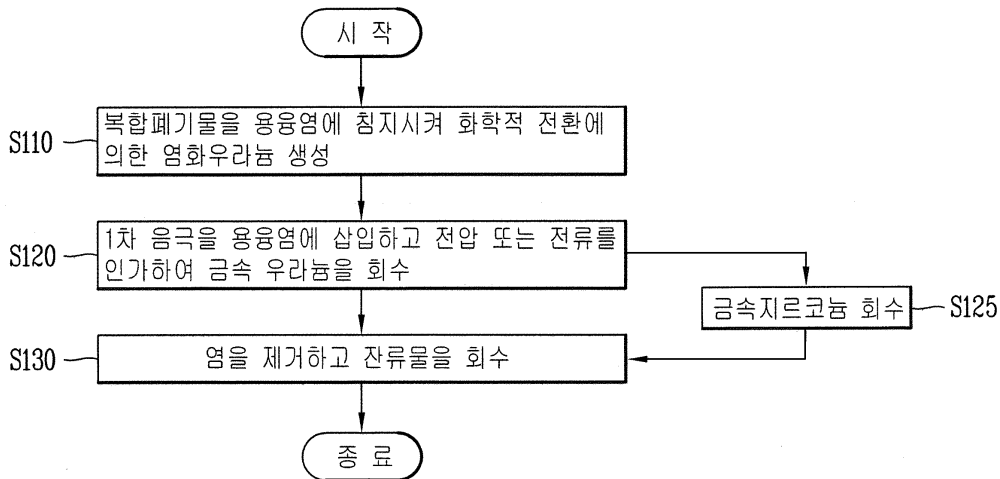 시 작
S110
복합폐기물을 용융염에 침지시켜 화학적 전환에
의한 염화우라늄 생성
S120
1차 음극을 용융염에 삽입하고 전압 또는 전류를
인가하여 금속 우라늄을 회수
금속지르코늄 회수
S125
S130
염을 제거하고 잔류물을 회수
종 료